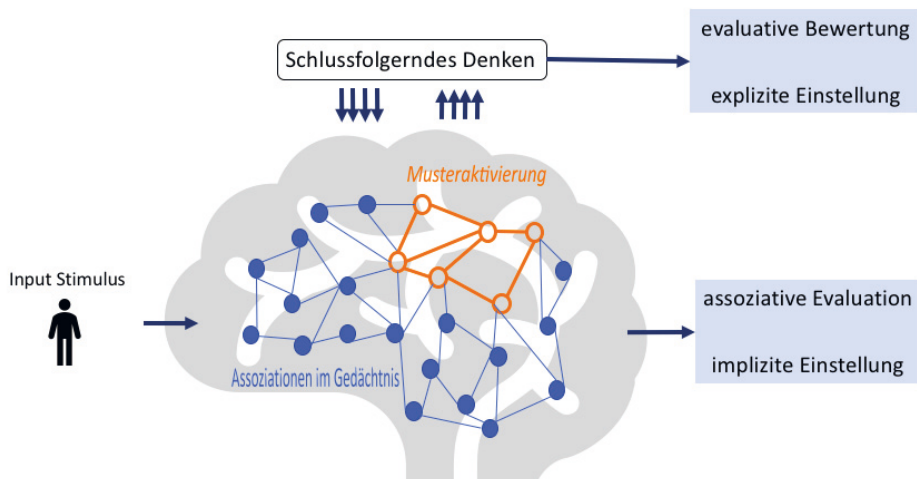 Schlussfolgerndes Denken
evaluative Bewertung
explizite Einstellung
Musteraktivierung
Input Stimulus
Assoziationen im Gedächtnis
assoziative Evaluation
implizite Einstellung